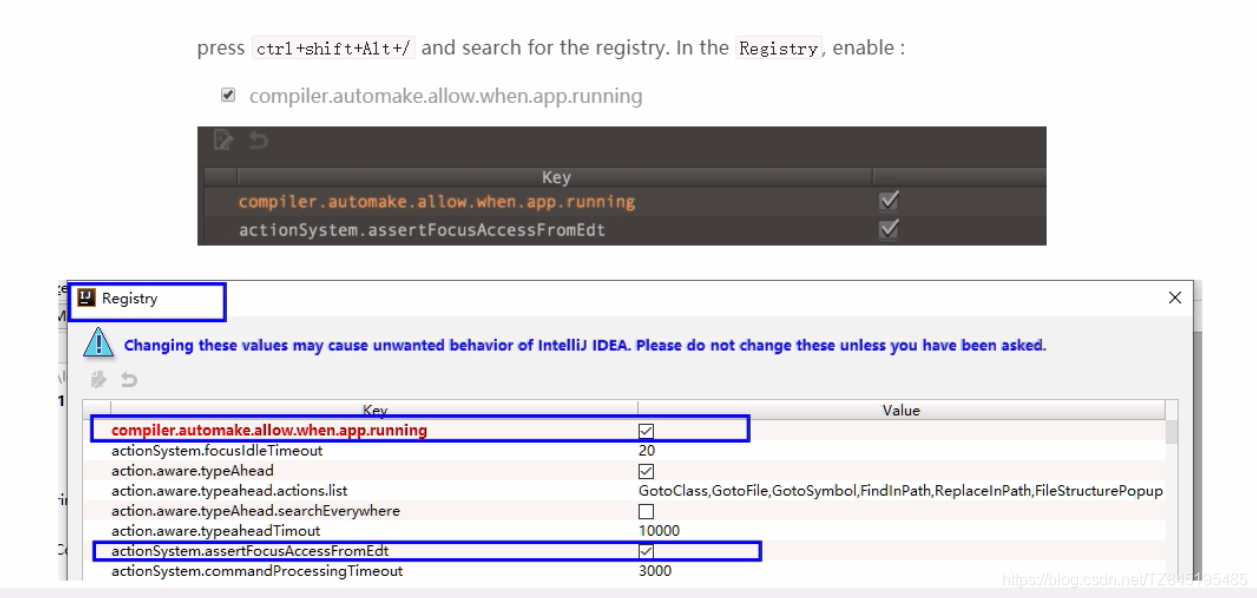 press ctrl+shift+Alt+/ and search for the registry. In the Registry, enable :
compiler.automake.allow.when.app.running
Key
compiler.automake.allow.when.app.running
actionSystem.assertFocusAccessFromEdt
Registry
Changing these values may cause unwanted behavior of IntelliJ IDEA. Please do not change these unless you have been asked.
Key Value
compiler.automake.allow.when.app.running
actionSystem.focusIdleTimeout 20
action.aware.typeAhead
action.aware.typeahead.actions.list GotoClass,GotoFile,GotoSymbol,FindInPath,ReplaceInPath,FileStructurePopup
action.aware.typeAhead.searchEverywhere
action.aware.typeaheadTimout 10000
actionSystem.assertFocusAccessFromEdt
actionSystem.commandProcessingTimeout 3000
https://blog.csdn.net/TZ845195485